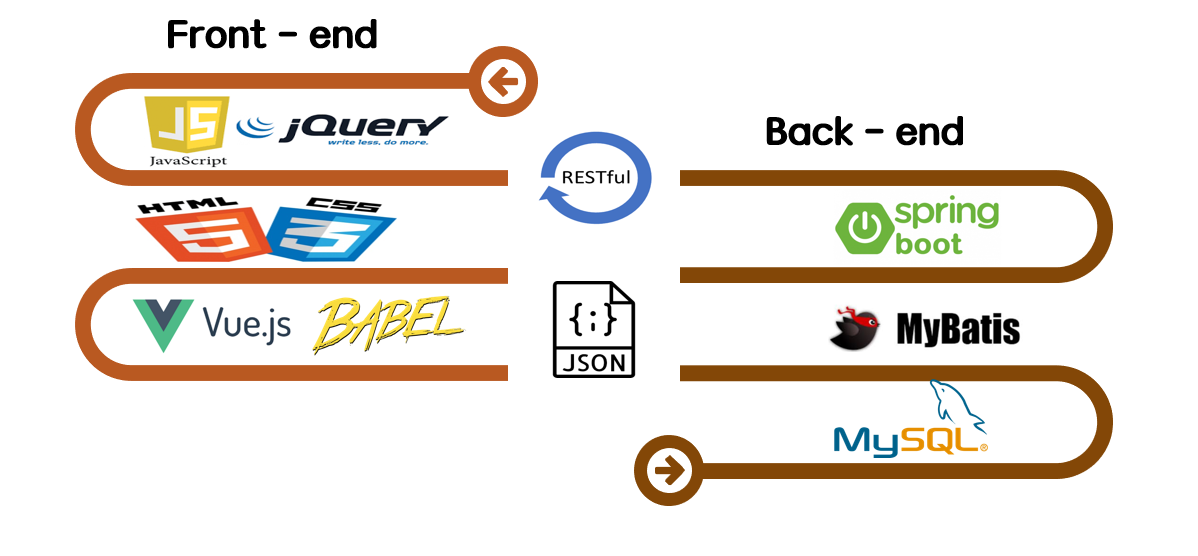 Front - end
JS
JavaScript
jQuery
write less, do more.
HTML
5
CSS
3
Vue.js
BABEL
RESTful
{;}
JSON
Back - end
spring
boot
MyBatis
MySQL®